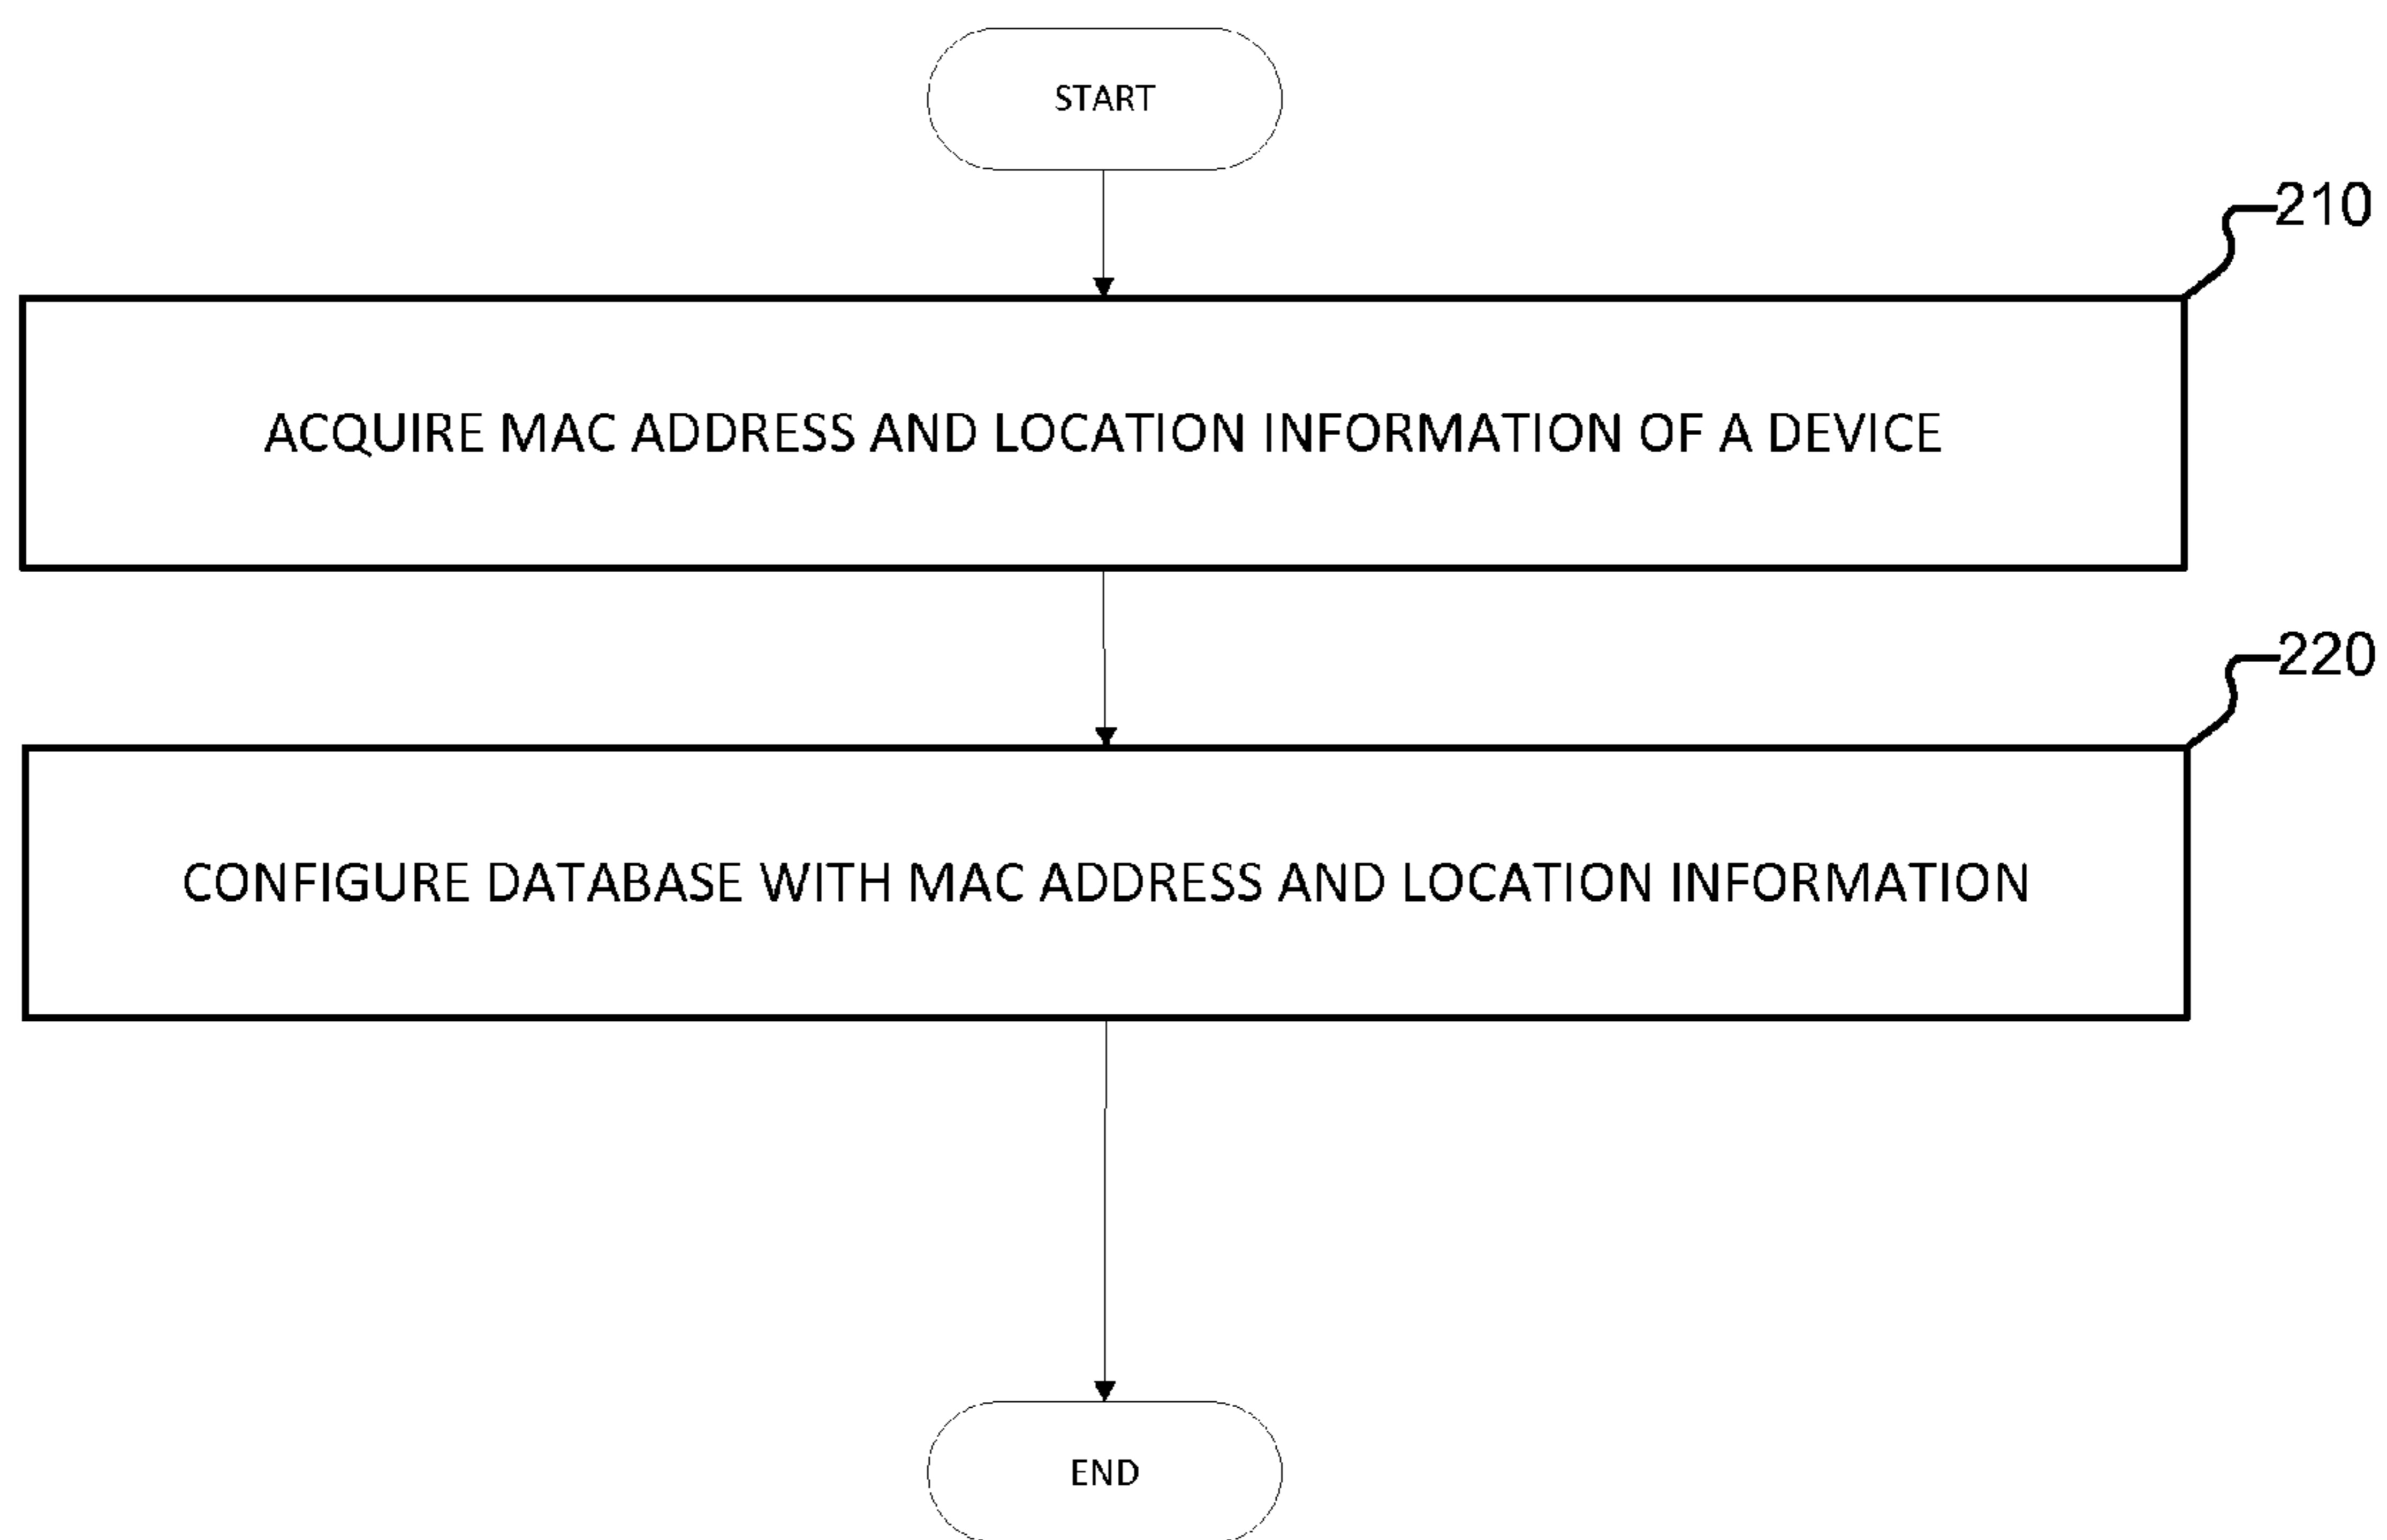 START
210
ACQUIRE MAC ADDRESS AND LOCATION INFORMATION OF A DEVICE
220
CONFIGURE DATABASE WITH MAC ADDRESS AND LOCATION INFORMATION
END